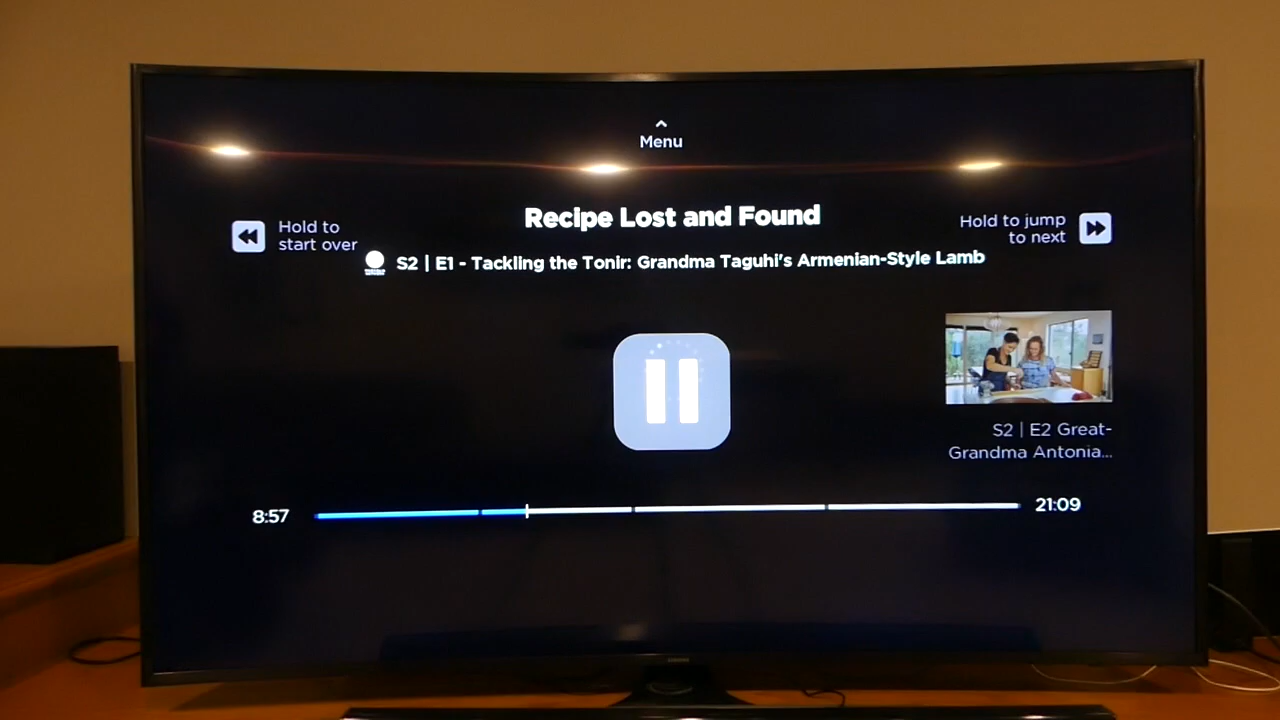 Menu
Hold to
start over
Recipe Lost and Found
Hold to jump
to next
S2 | E1 - Tackling the Tonir: Grandma Taguhi's Armenian-Style Lamb
S2 | E2 Great-
Grandma Antonia...
8:57
21:09